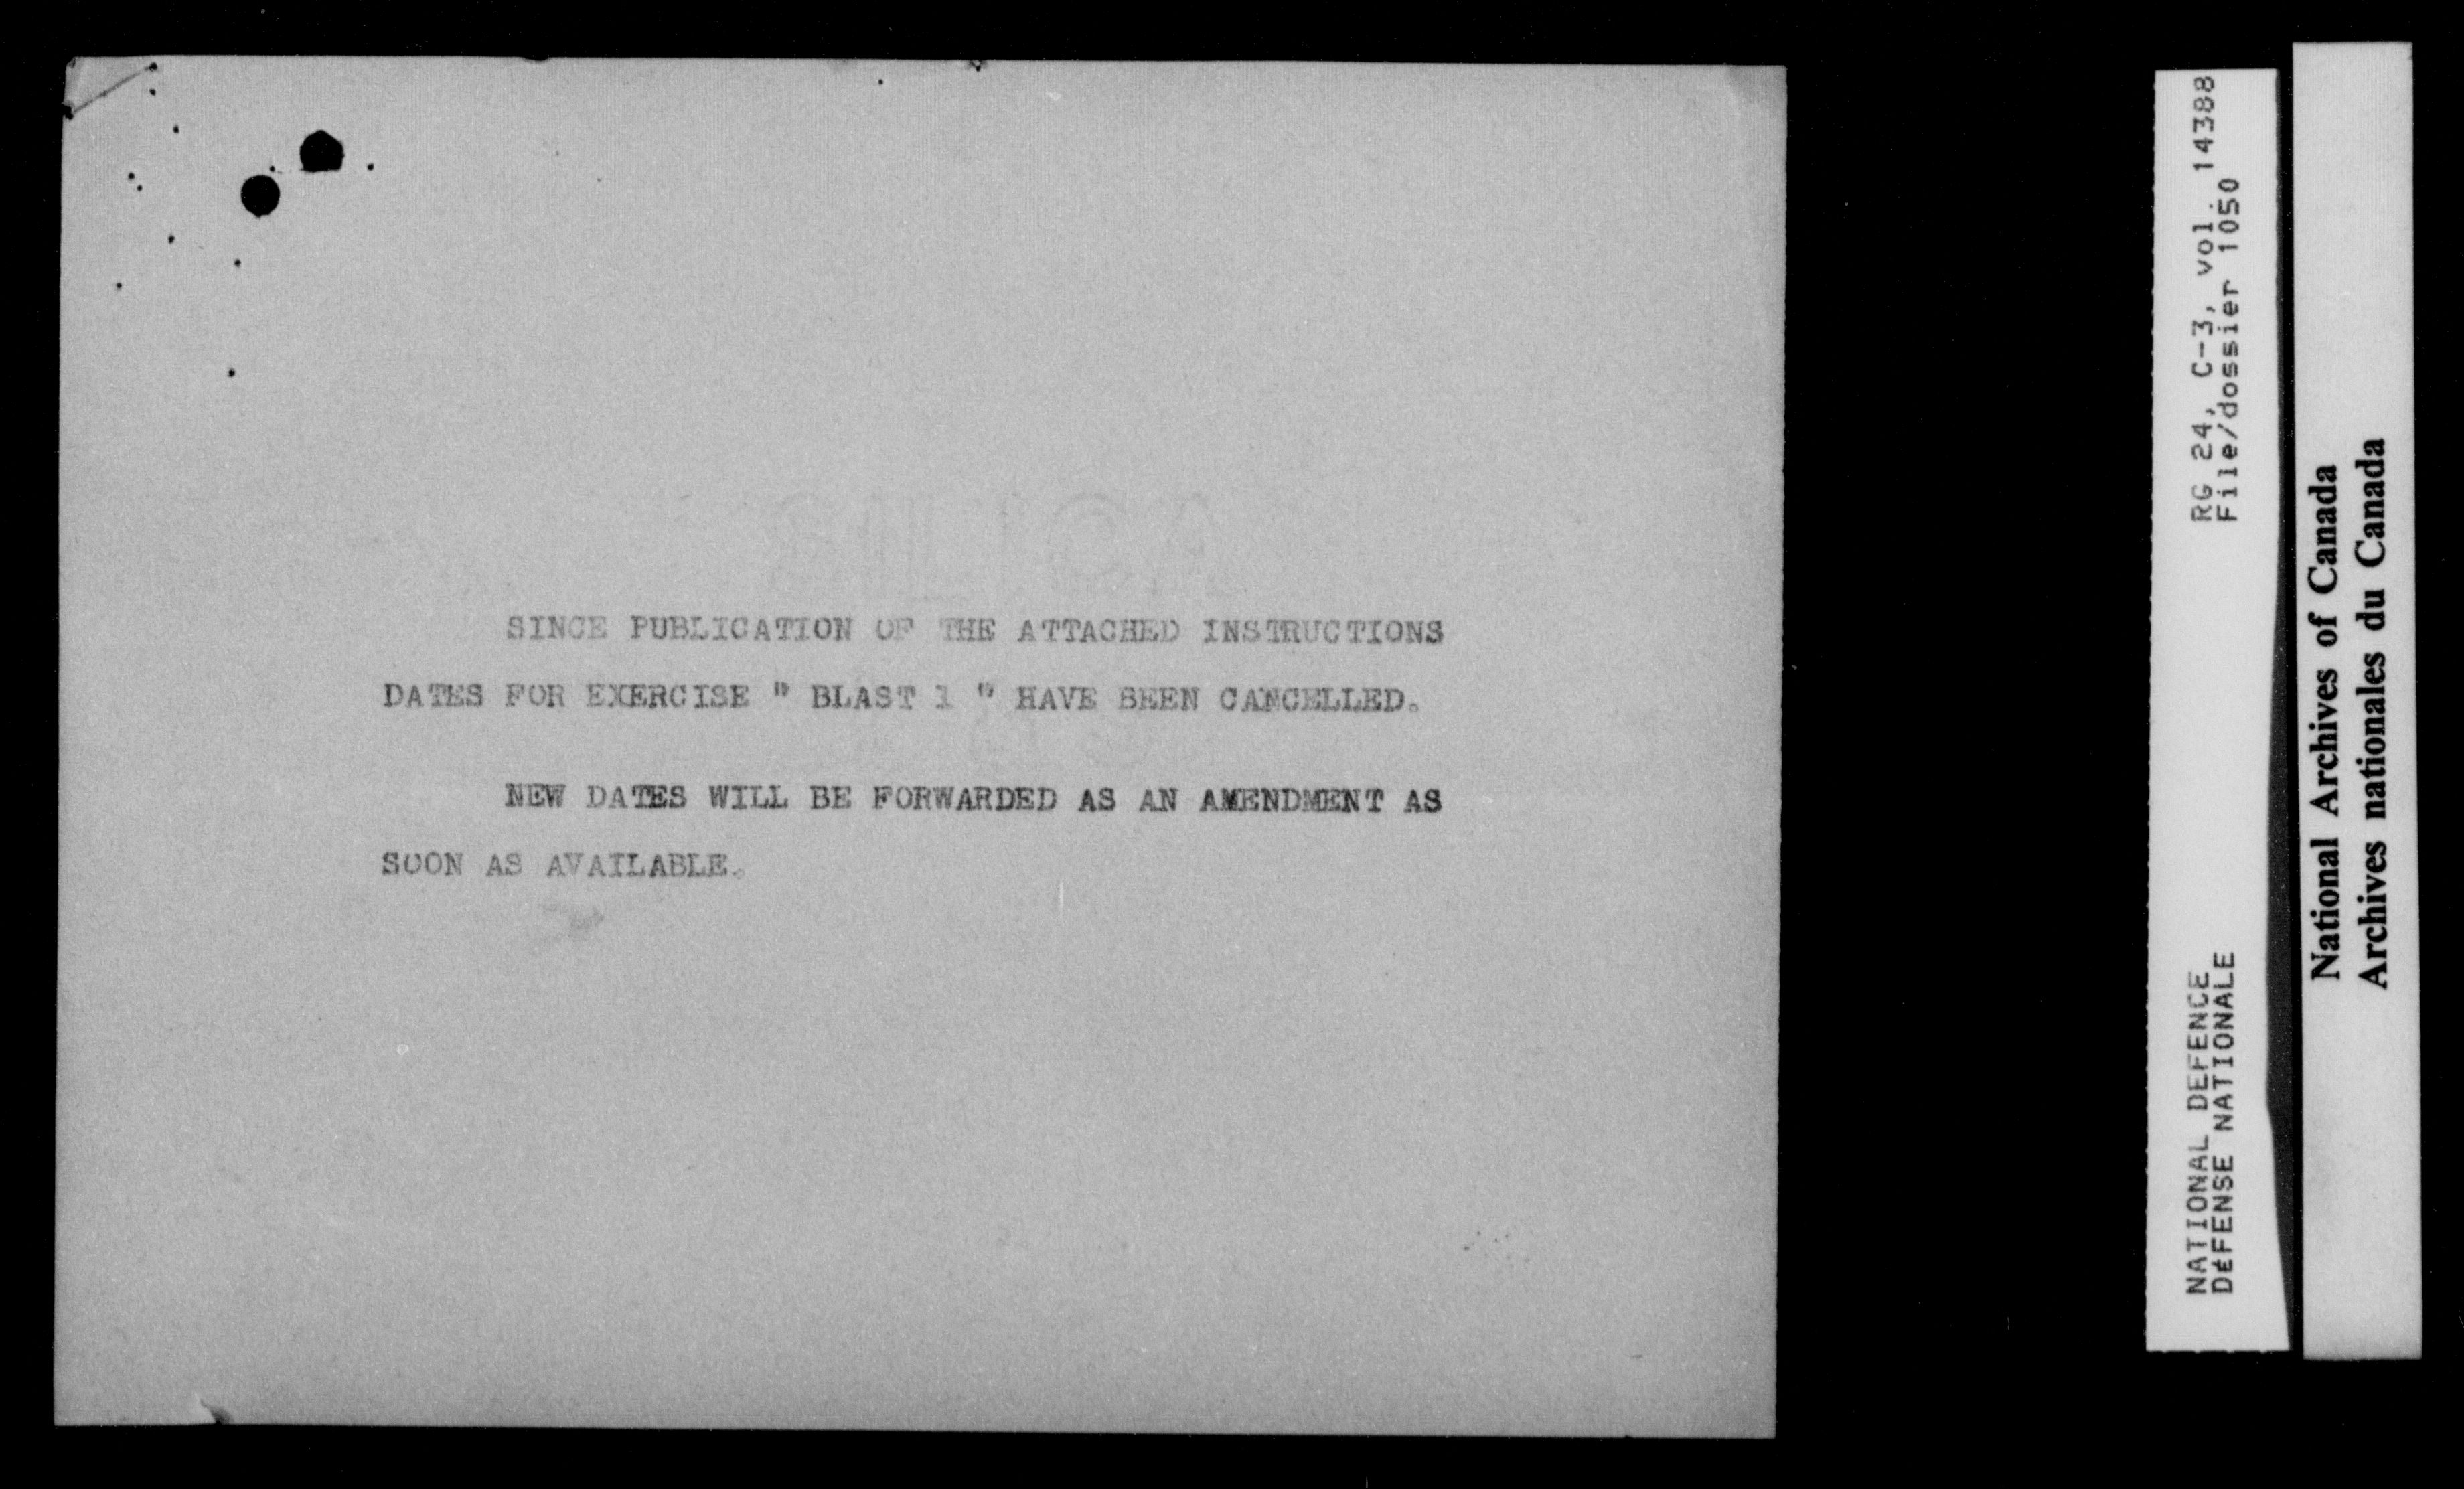 SINCE PUBLICATION OF THE ATTACHED INSTRUCTIONS
DATES FOR EXERCISE " BLAST 1 " HAVE BEEN CANCELLED.
NEW DATES WILL BE FORWARDED AS AN AMENDMENT AS
SOON AS AVAILABLE.
RG 24, C-3, vol. 14388
File/dossier 1050
NATIONAL DEFENCE
DÉFENSE NATIONALE
National Archives of Canada
Archives nationales du Canada